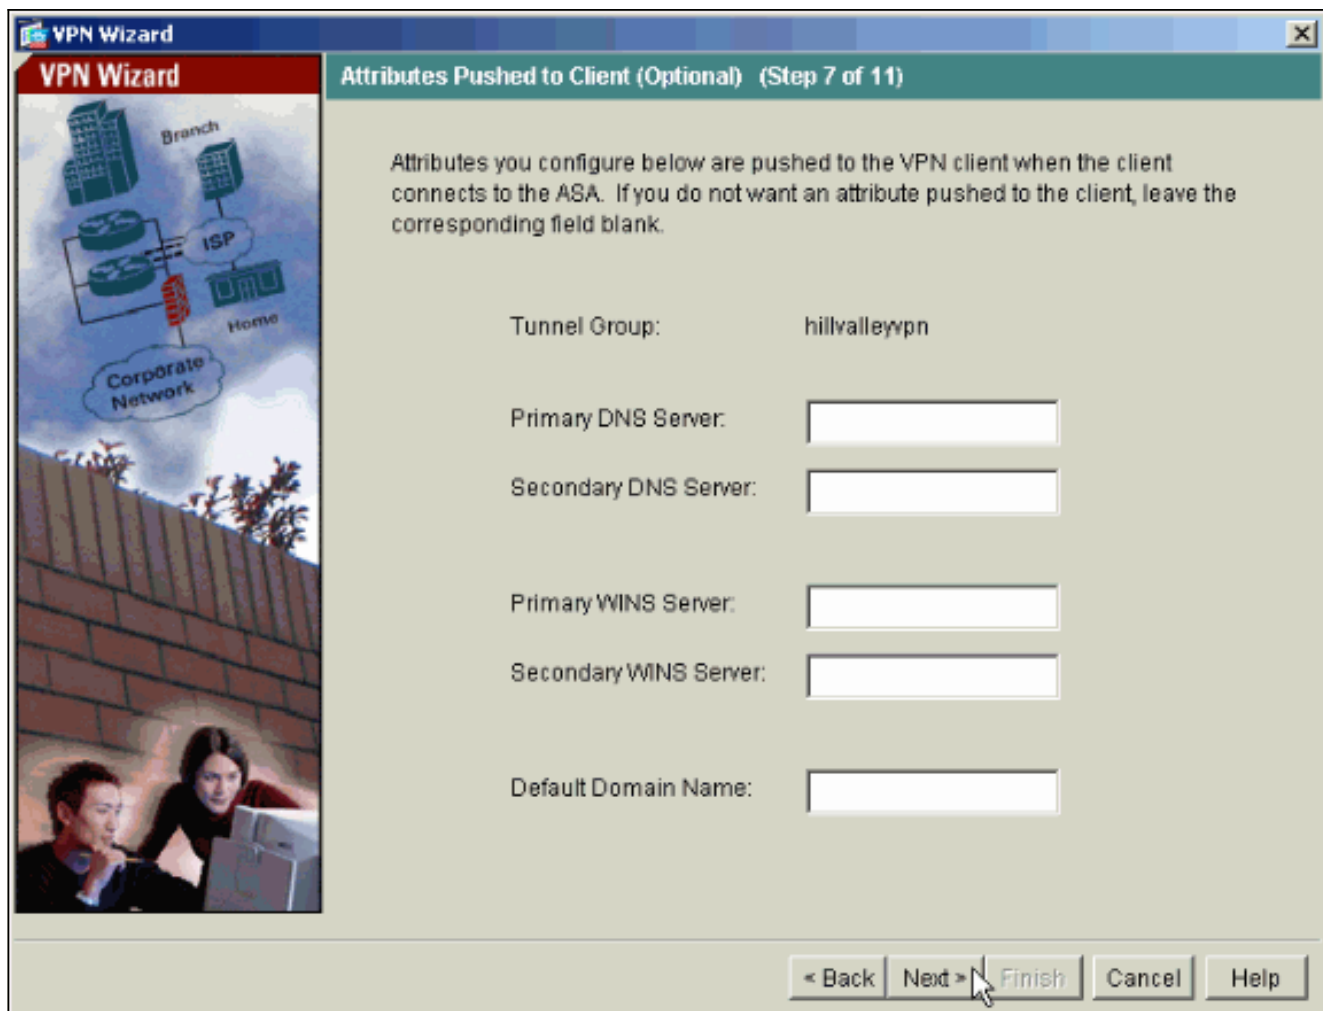 VPN Wizard
VPN Wizard
Attributes Pushed to Client (Optional) (Step 7 of 11)
Branch
ISP
Home
Corporate
Network
Attributes you configure below are pushed to the VPN client when the client
connects to the ASA. If you do not want an attribute pushed to the client, leave the
corresponding field blank.
Tunnel Group: hillvalleyvpn
Primary DNS Server:
Secondary DNS Server:
Primary WINS Server:
Secondary WINS Server:
Default Domain Name:
< Back Next > Finish Cancel Help